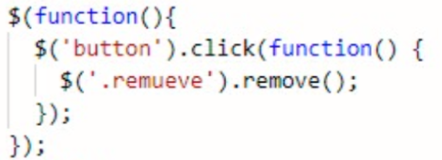 $(function(){
$('button').click(function() {
$('.remueve').remove();
});
});